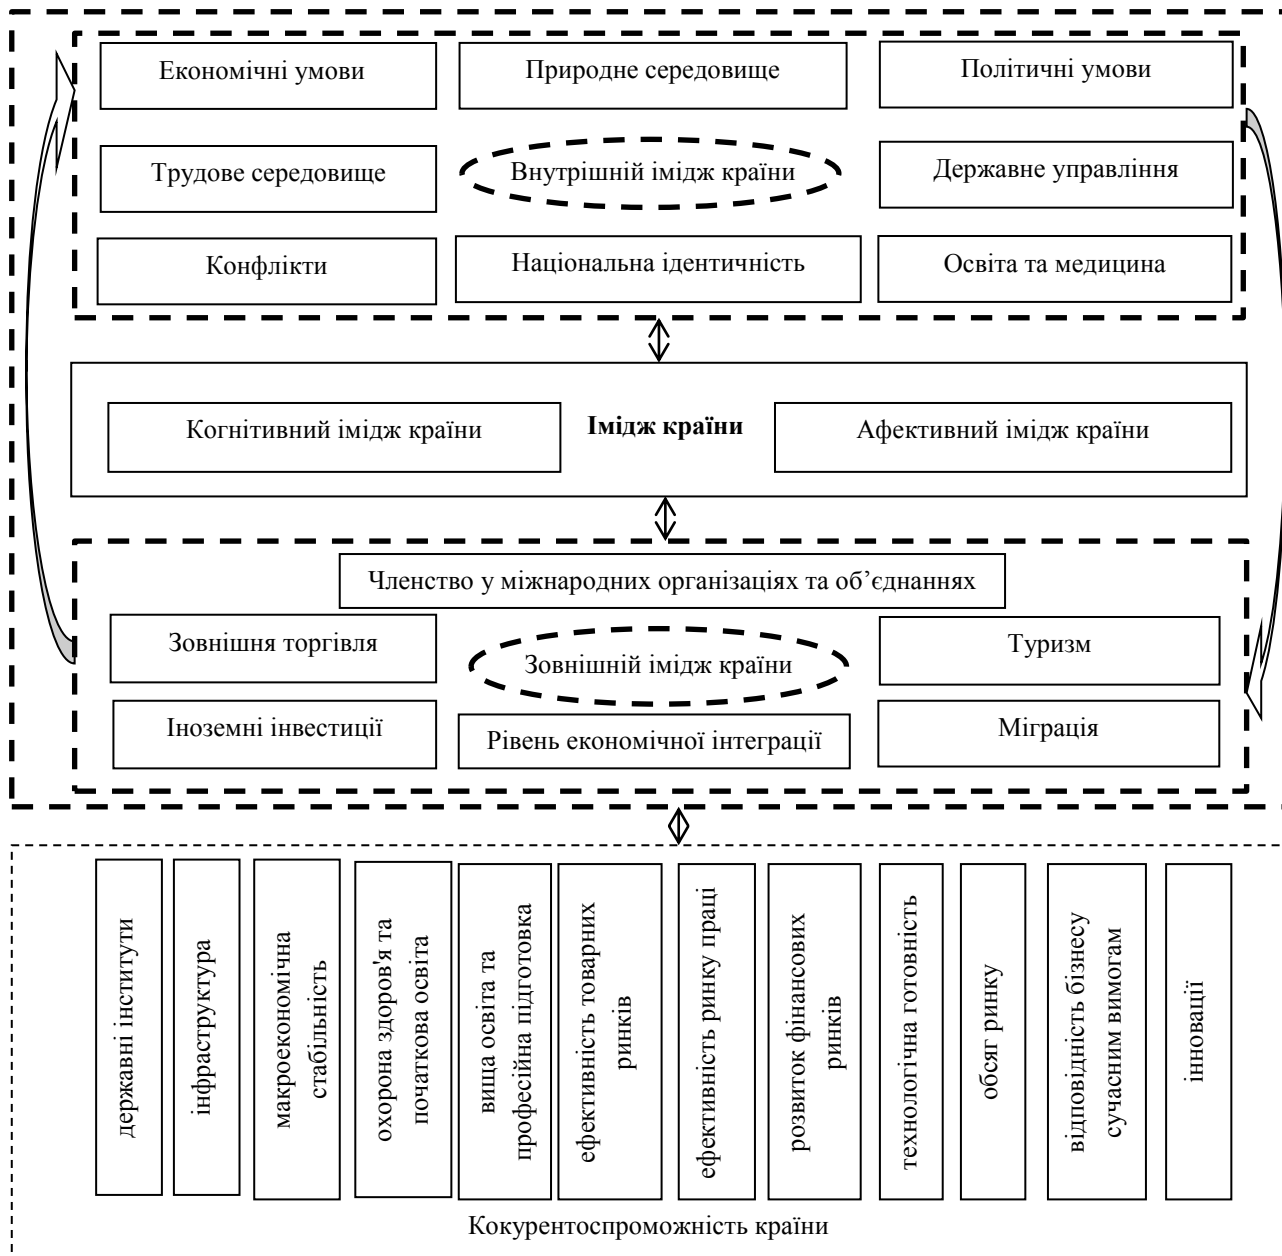 Економічні умови
Природне середовище
Політичні умови
Трудове середовище
Внутрішній імідж країни
Державне управління
Конфлікти
Національна ідентичність
Освіта та медицина
Когнітивний імідж країни
Імідж країни
Афективний імідж країни
Членство у міжнародних організаціях та об’єднаннях
Зовнішня торгівля
Зовнішній імідж країни
Туризм
Іноземні інвестиції
Рівень економічної інтеграції
Міграція
державні інститути
інфраструктура
макроекономічна
стабільність
охорона здоров'я та
початкова освіта
вища освіта та
професійна підготовка
ефективність товарних
ринків
ефективність ринку праці
розвиток фінансових
ринків
технологічна готовність
обсяг ринку
відповідність бізнесу
сучасним вимогам
інновації
Кокурентоспроможність країни